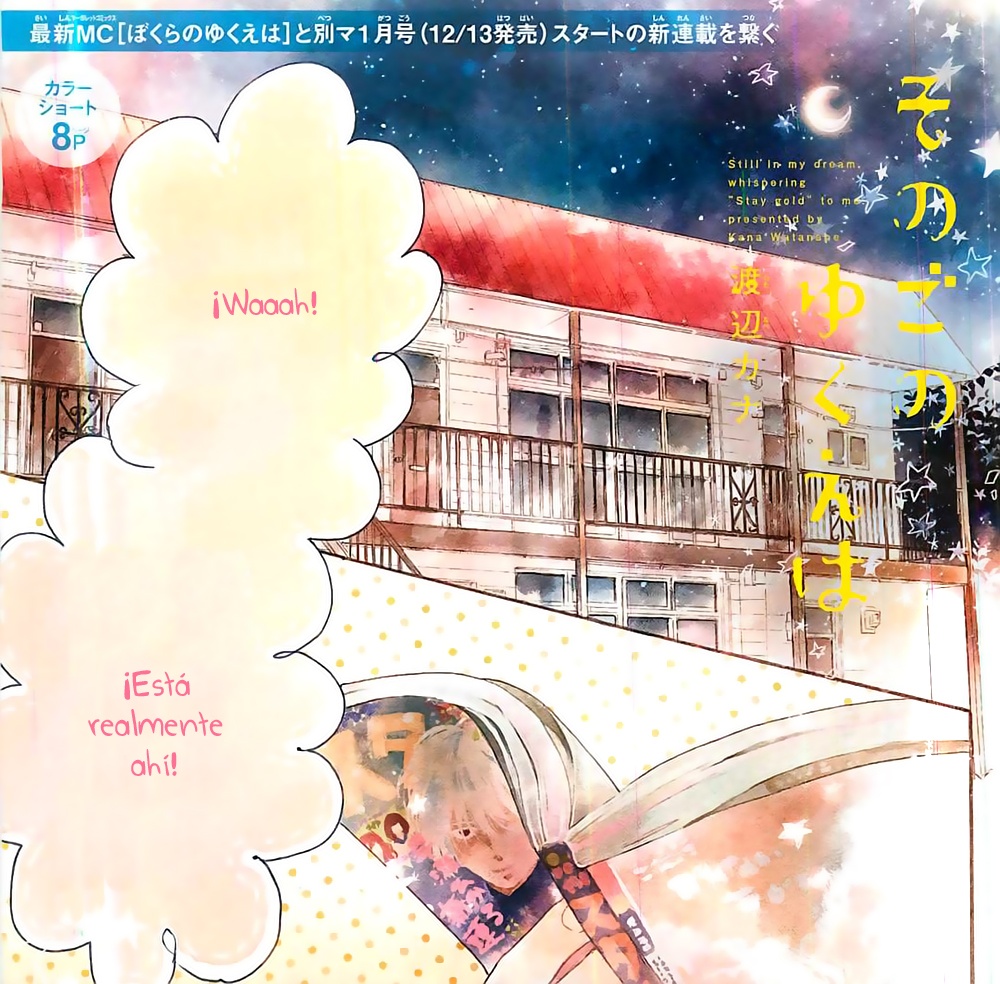 最新MC[ぼくらのゆくえは]と別マ1月号(12/13発売)スタートの新連載を繋ぐ
カラー
ショート
8P
そのごの
ゆくえは
Still in my dream,
whispering
"Stay gold" to me
presented by
Kana Watanabe
渡辺カナ
¡Waaah!
¡Está
realmente
ahí!